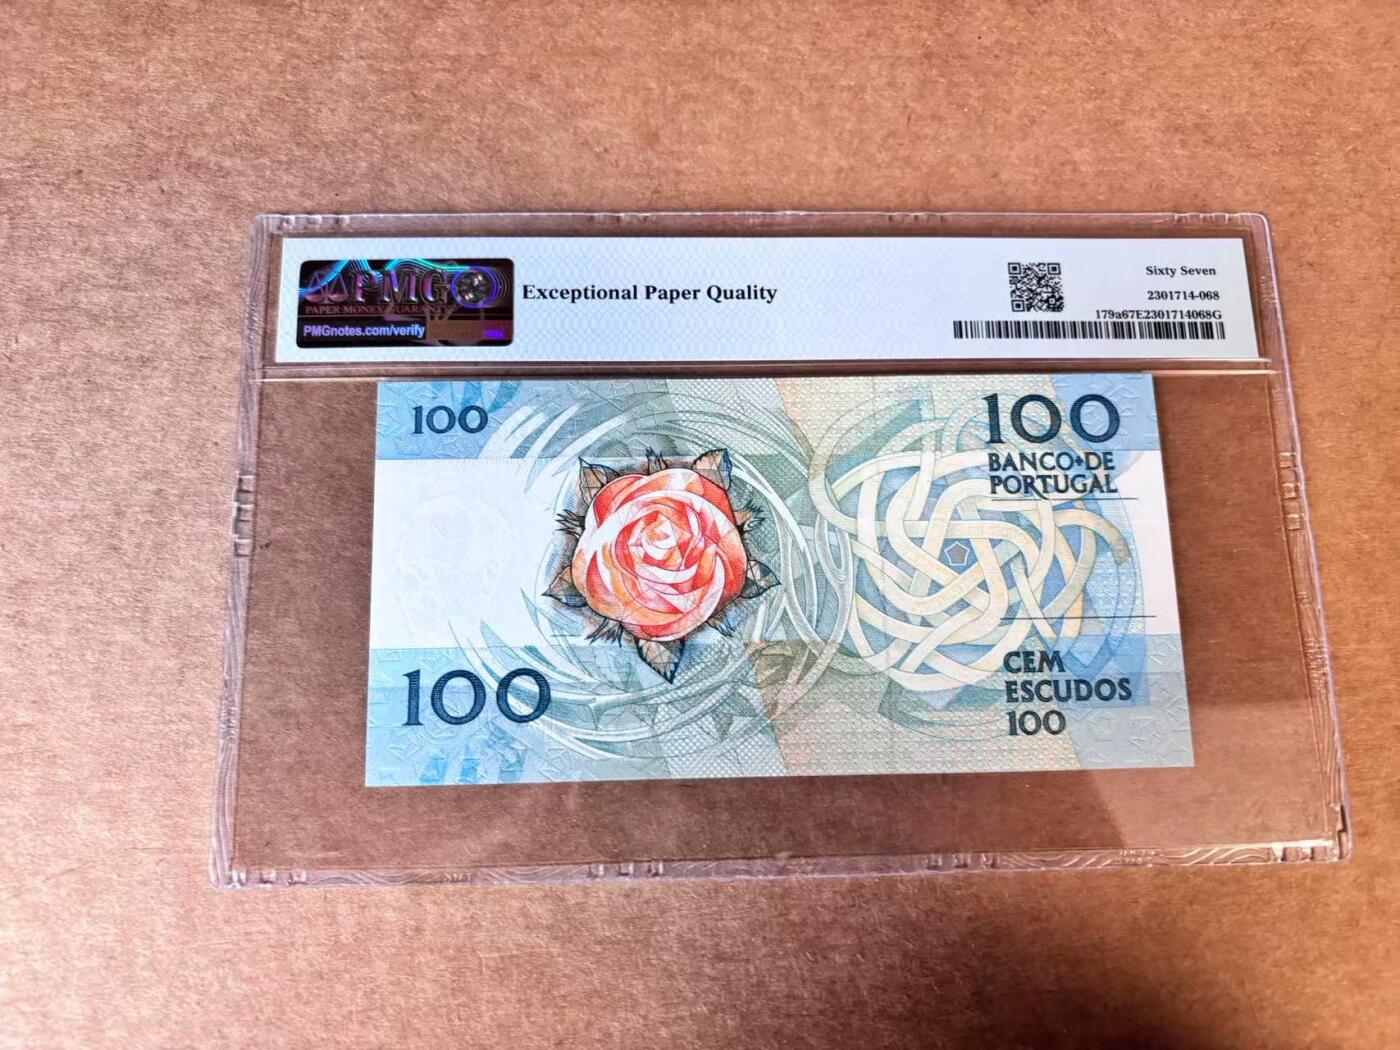 PMG
PAPER MONEY GUARANTY
PMGnotes.com/verify
Exceptional Paper Quality
Sixty Seven
2301714-068
179a67E2301714068G
100
100
BANCO•DE
PORTUGAL
100
CEM
ESCUDOS
100